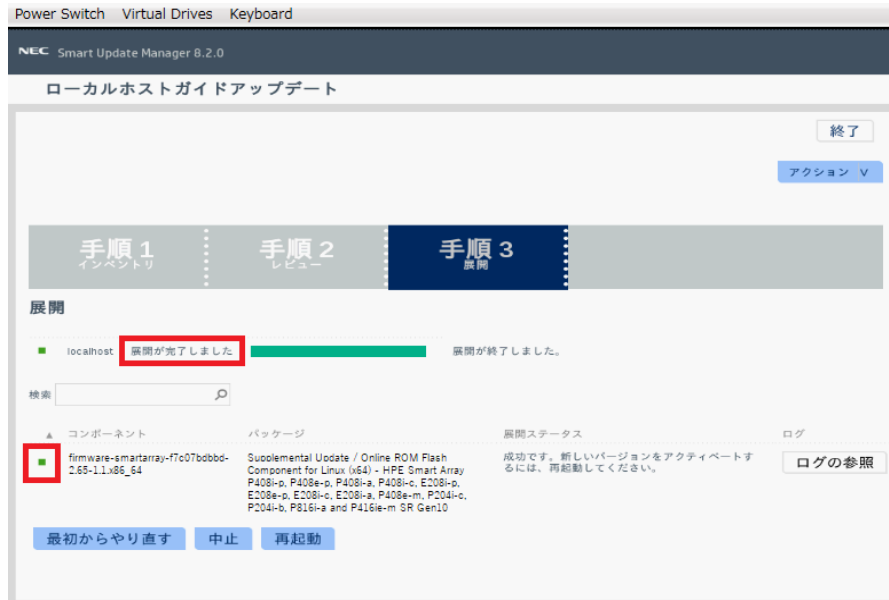 Power Switch Virtual Drives Keyboard
NEC Smart Update Manager 8.2.0
ローカルホストガイドアップデート
終了
アクション V
手順 1
インベントリ
手順 2
レビュー
手順 3
展開
展開
localhost 展開が完了しました 展開が終了しました。
検索
▲ コンポーネント パッケージ 展開ステータス ログ
firmware-smartarray-f7c07bdbbd-
2.65-1.1.x86_64
Supplemental Update / Online ROM Flash
Component for Linux (x64) - HPE Smart Array
P408i-p, P408e-p, P408i-a, P408i-c, E208i-p,
E208e-p, E208i-c, E208i-a, P408e-m, P204i-c,
P204i-b, P816i-a and P416ie-m SR Gen10
成功です。新しいバージョンをアクティベートす
るには、再起動してください。
ログの参照
最初からやり直す 中止 再起動